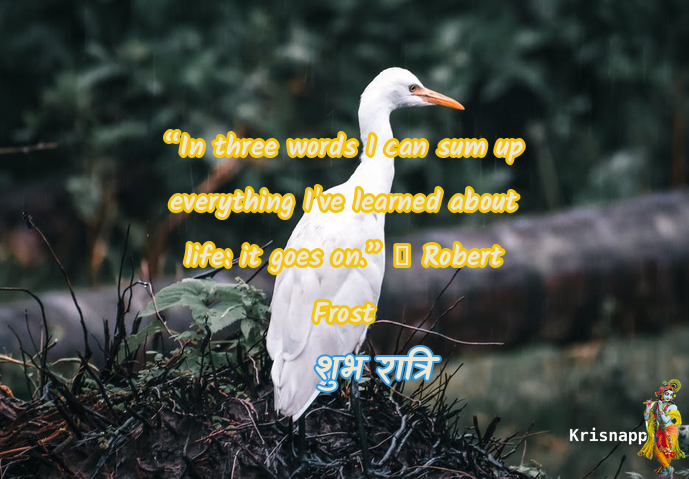 “In three words I can sum up
everything I've learned about
life: it goes on.” ▯ Robert
Frost
शुभ रात्रि
Krisnapp